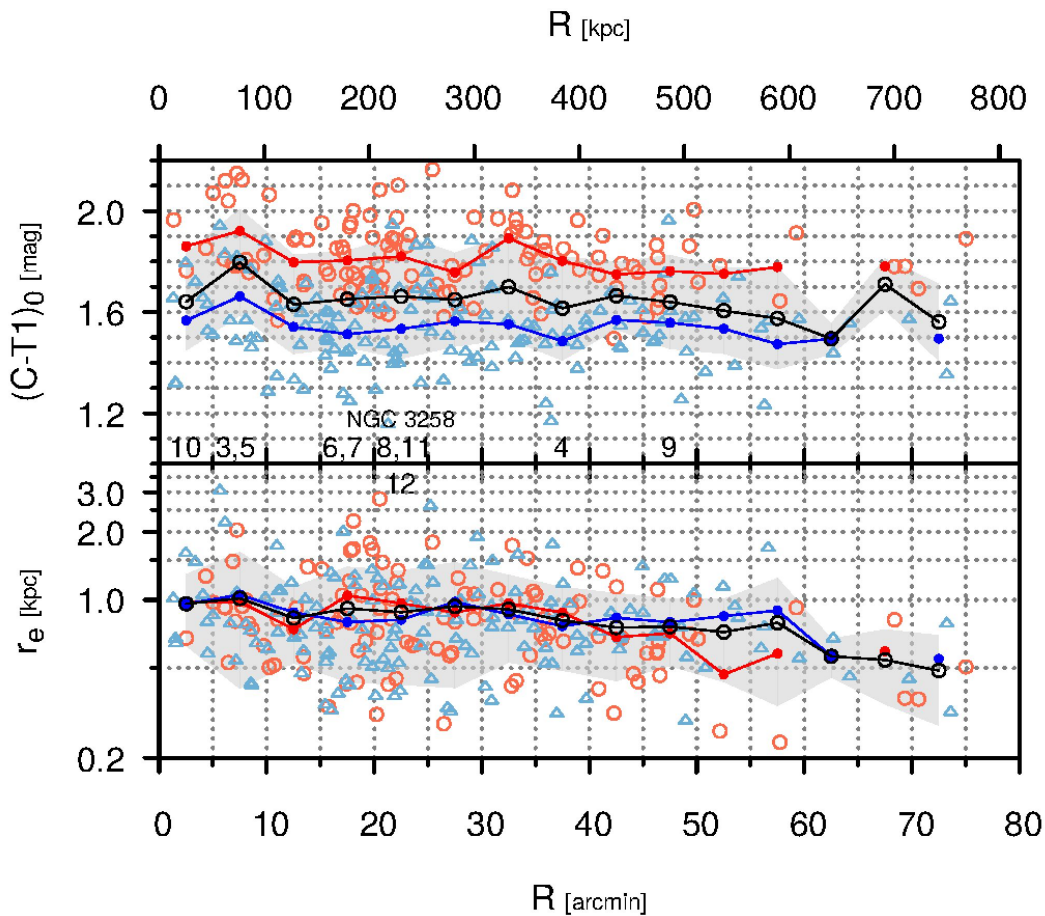 R [kpc]
0 100 200 300 400 500 600 700 800
(C-T1)0 [mag]
2.0
1.6
1.2
NGC 3258
10 3,5 6,7 8,11 4 9
12
re [kpc]
3.0
2.0
1.0
0.2
0 10 20 30 40 50 60 70 80
R [arcmin]